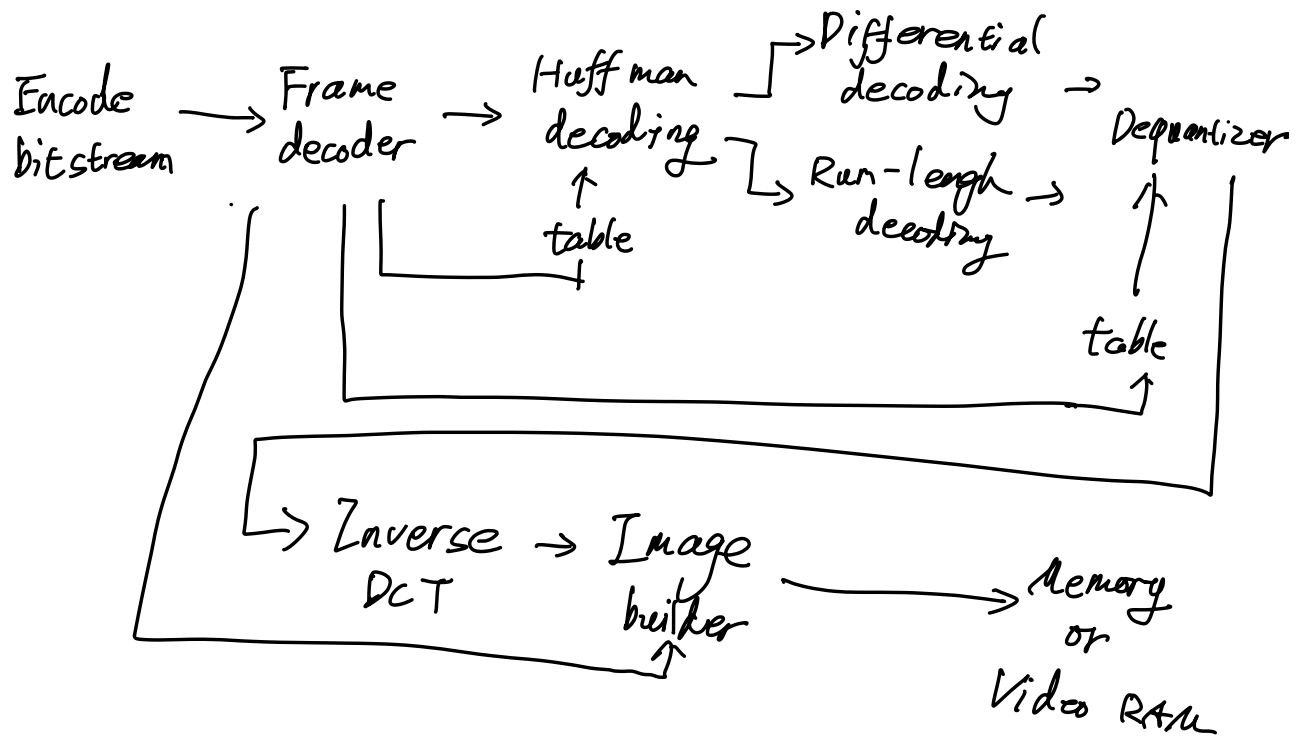 Encode
bitstream
Frame
decoder
Huffman
decoding
table
Differential
decoding
Run-lengh
decoding
Dequantizer
table
Inverse
DCT
Image
builder
Memory
or
Video RAM